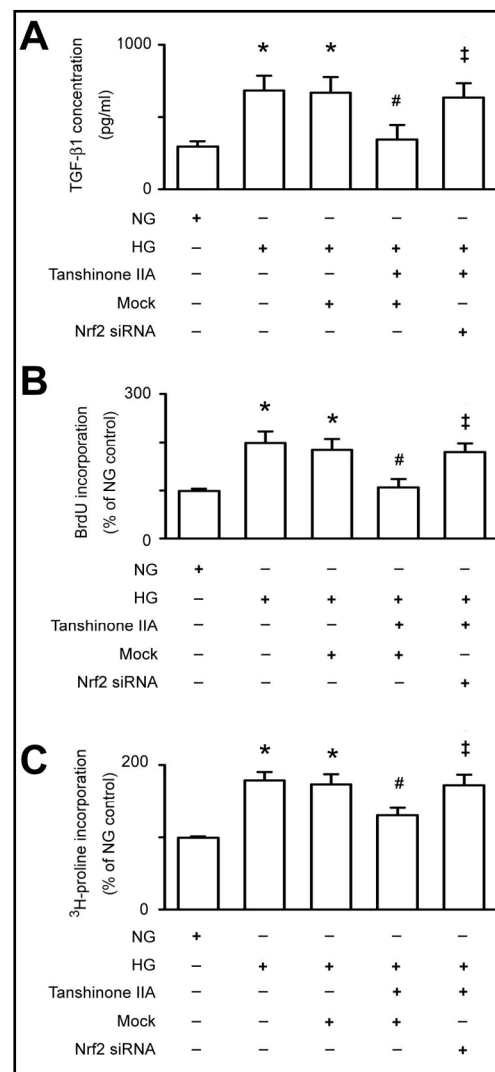 A
1000
TGF-β1 concentration
(pg/ml)
0
* * # ‡
NG + – – – –
HG – + + + +
Tanshinone IIA – – – + +
Mock – – + + –
Nrf2 siRNA – – – – +
B
300
BrdU incorporation
(% of NG control)
0
* * # ‡
NG + – – – –
HG – + + + +
Tanshinone IIA – – – + +
Mock – – + + –
Nrf2 siRNA – – – – +
C
200
³H-proline incorporation
(% of NG control)
0
* * # ‡
NG + – – – –
HG – + + + +
Tanshinone IIA – – – + +
Mock – – + + –
Nrf2 siRNA – – – – +